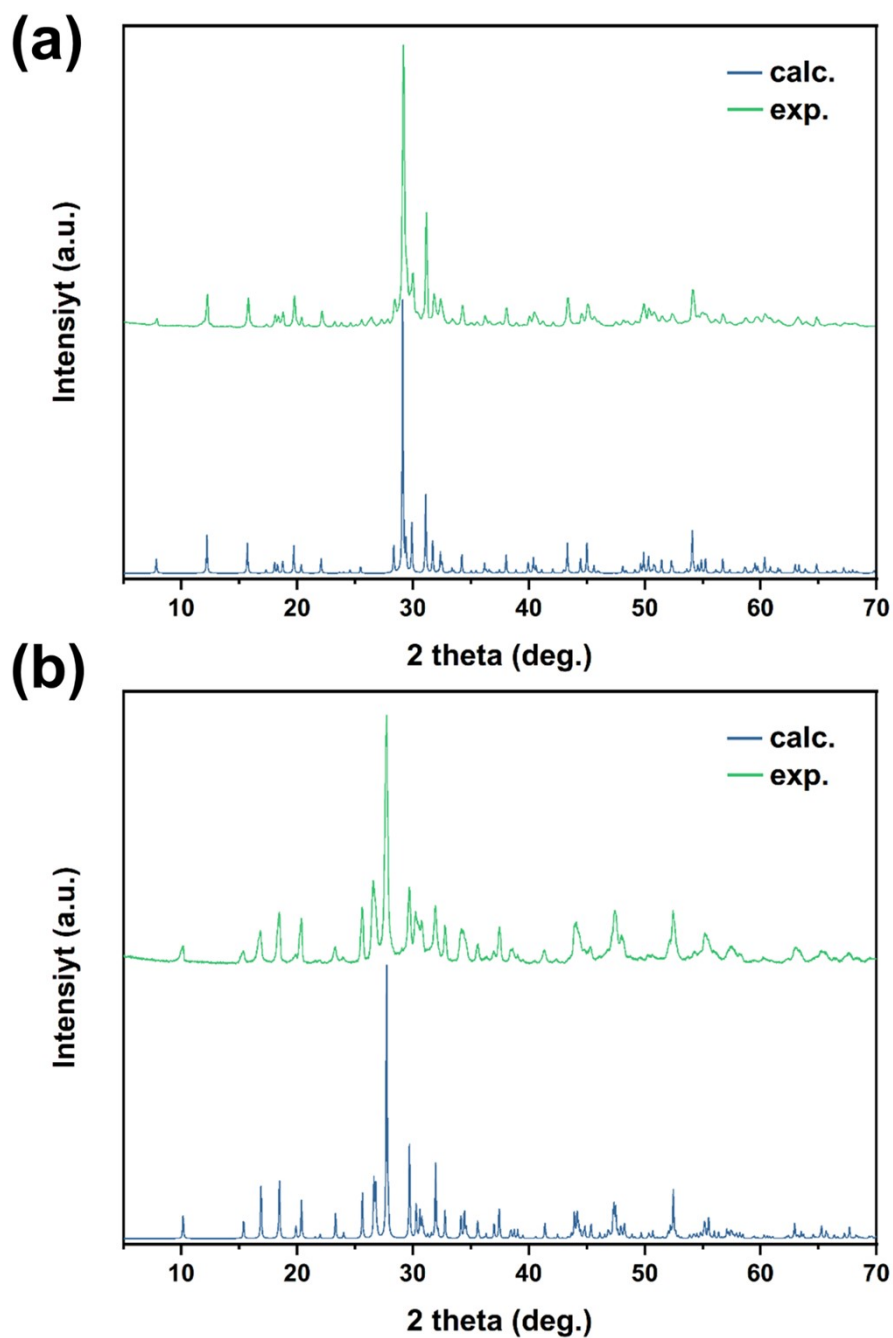 (a)
calc.
exp.
Intensiyt (a.u.)
10 20 30 40 50 60 70
2 theta (deg.)
(b)
calc.
exp.
Intensiyt (a.u.)
10 20 30 40 50 60 70
2 theta (deg.)